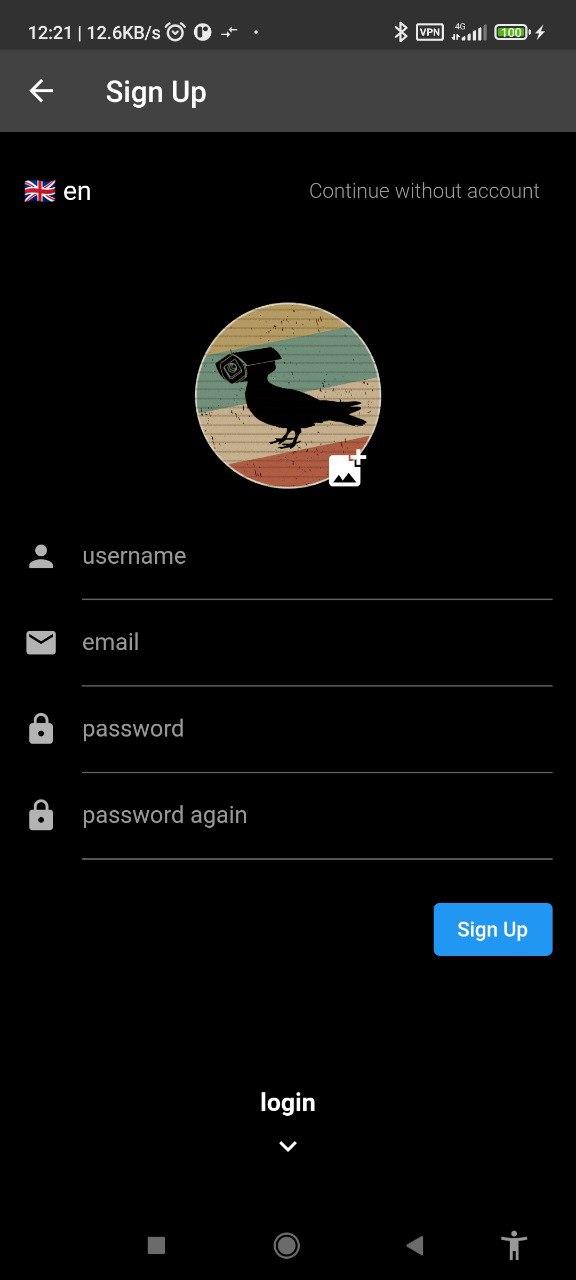 12:21 | 12.6KB/s
VPN 4G 100
Sign Up
🇬🇧 en
Continue without account
username
email
password
password again
Sign Up
login